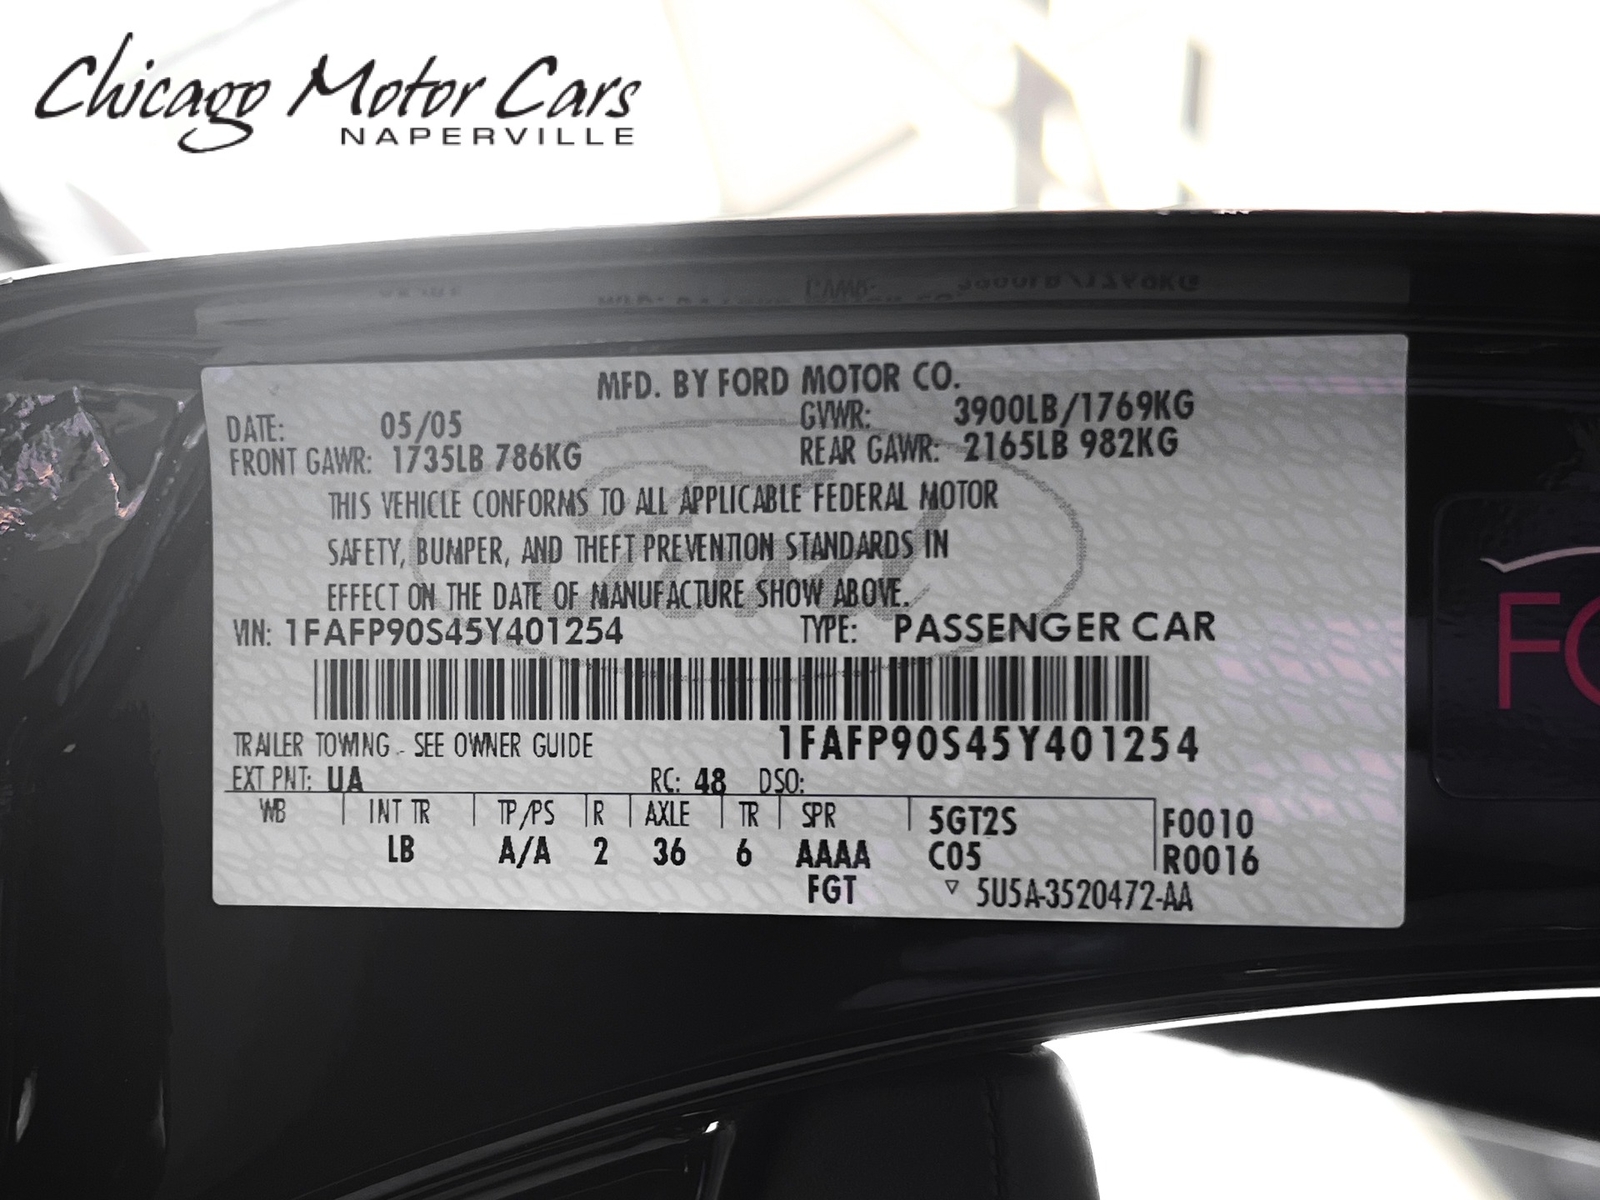 Chicago Motor Cars
NAPERVILLE
MFD. BY FORD MOTOR CO.
DATE: 05/05 GVWR: 3900LB/1769KG
FRONT GAWR: 1735LB 786KG REAR GAWR: 2165LB 982KG
THIS VEHICLE CONFORMS TO ALL APPLICABLE FEDERAL MOTOR
SAFETY, BUMPER, AND THEFT PREVENTION STANDARDS IN
EFFECT ON THE DATE OF MANUFACTURE SHOW ABOVE.
VIN: 1FAFP90S45Y401254 TYPE: PASSENGER CAR
TRAILER TOWING - SEE OWNER GUIDE 1FAFP90S45Y401254
EXT PNT: UA RC: 48 DSO:
WB INT TR TP/PS R AXLE TR SPR 5GT2S F0010
LB A/A 2 36 6 AAAA C05 R0016
FGT ▽ 5U5A-3520472-AA